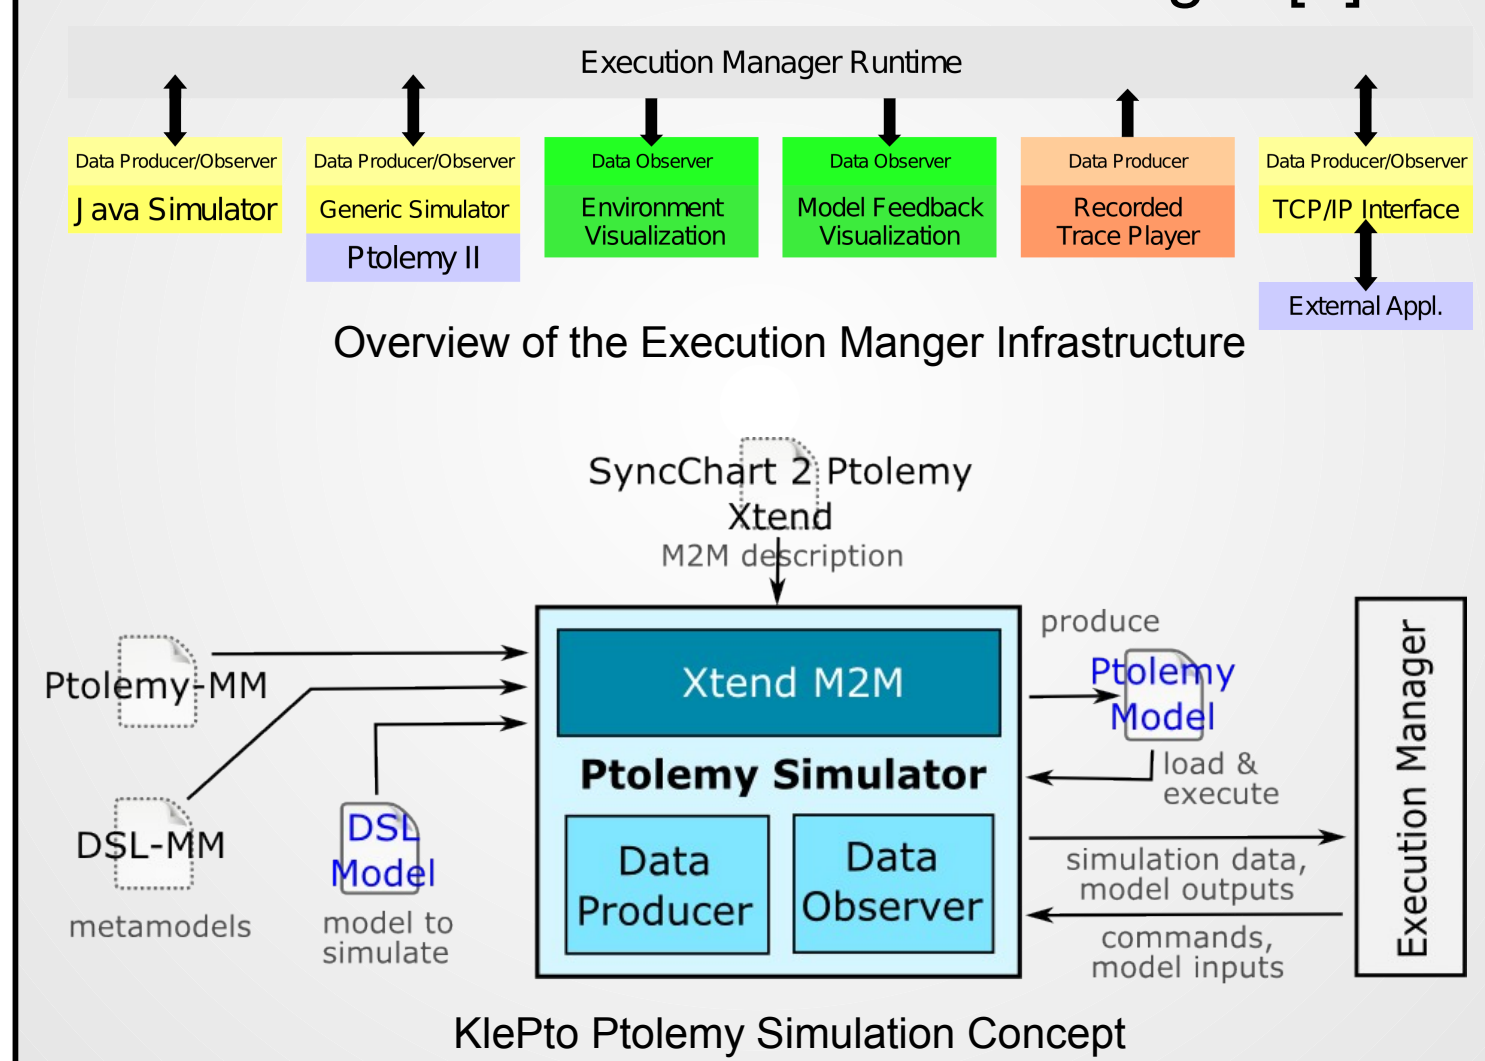 Execution Manager Runtime
Data Producer/Observer
Java Simulator
Data Producer/Observer
Generic Simulator
Ptolemy II
Data Observer
Environment
Visualization
Data Observer
Model Feedback
Visualization
Data Producer
Recorded
Trace Player
Data Producer/Observer
TCP/IP Interface
External Appl.
Overview of the Execution Manger Infrastructure
SyncChart 2 Ptolemy
Xtend
M2M description
Ptolemy-MM
DSL-MM
metamodels
DSL
Model
model to
simulate
Xtend M2M
Ptolemy Simulator
Data
Producer
Data
Observer
produce
Ptolemy
Model
load &
execute
simulation data,
model outputs
commands,
model inputs
Execution Manager
KlePto Ptolemy Simulation Concept